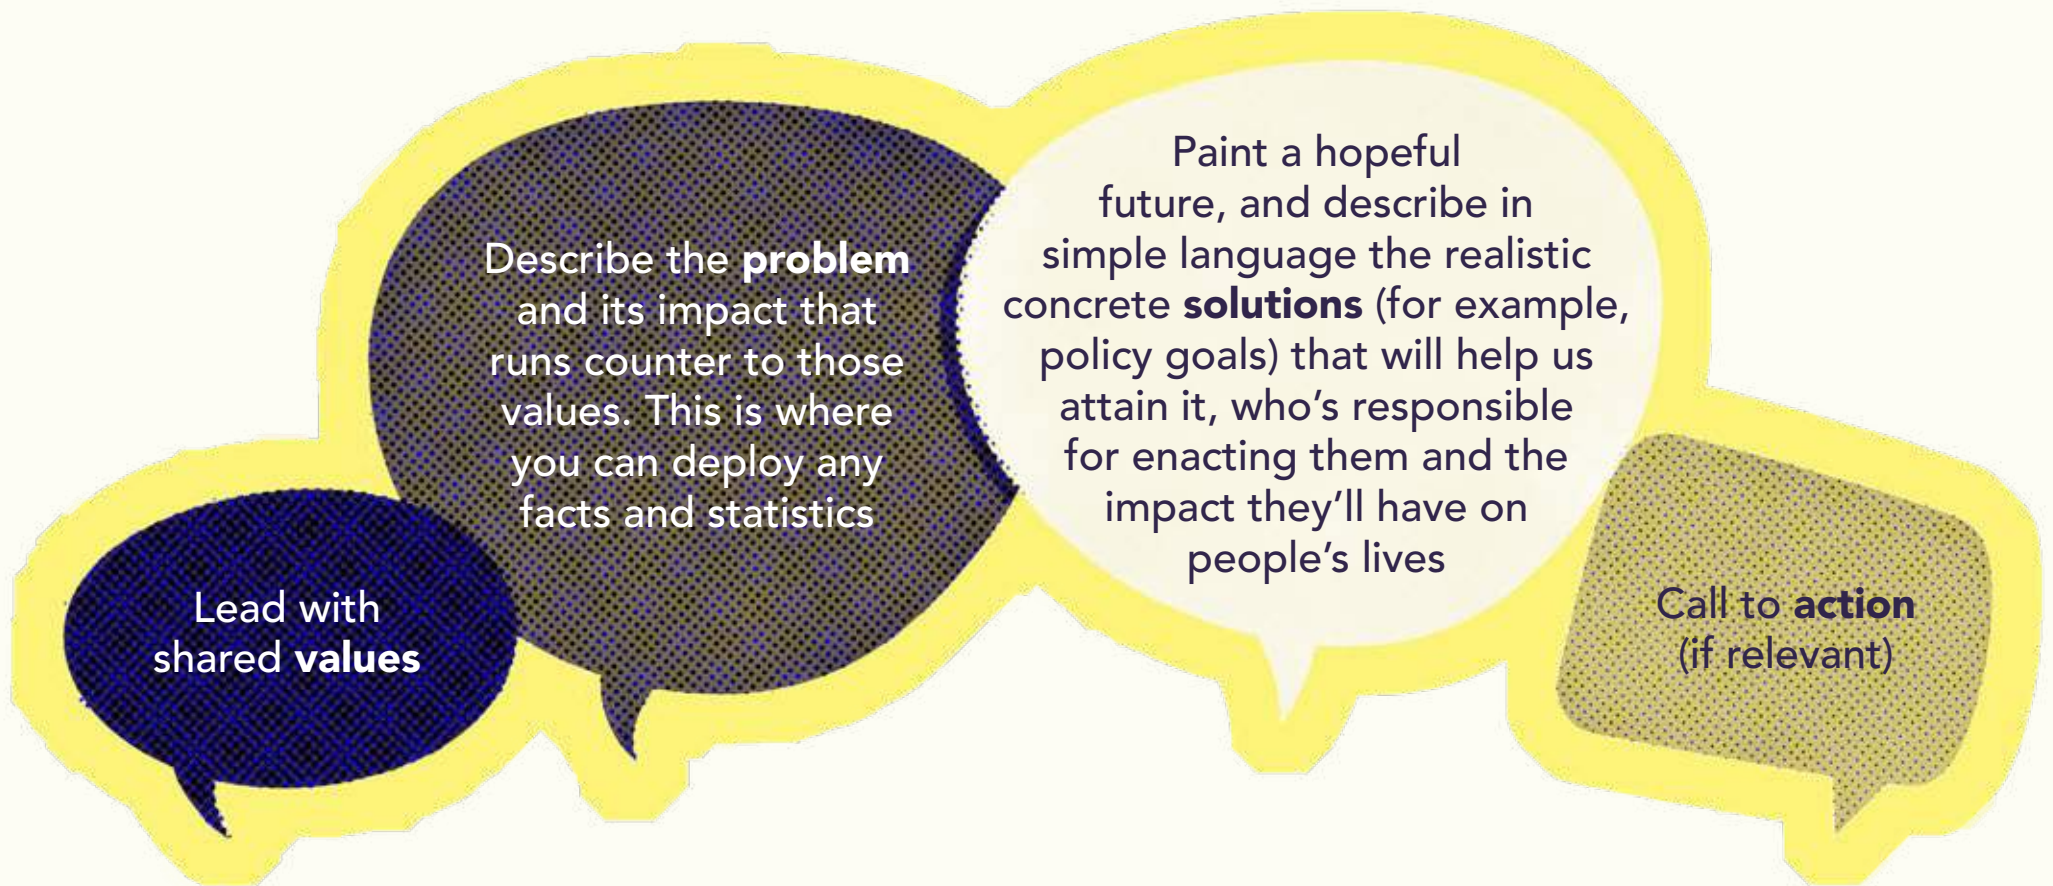 Lead with
shared values
Describe the problem
and its impact that
runs counter to those
values. This is where
you can deploy any
facts and statistics
Paint a hopeful
future, and describe in
simple language the realistic
concrete solutions (for example,
policy goals) that will help us
attain it, who’s responsible
for enacting them and the
impact they’ll have on
people’s lives
Call to action
(if relevant)